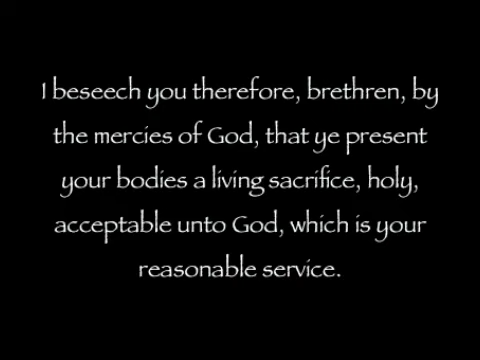 I beseech you therefore, brethren, by
the mercies of God, that ye present
your bodies a living sacrifice, holy,
acceptable unto God, which is your
reasonable service.